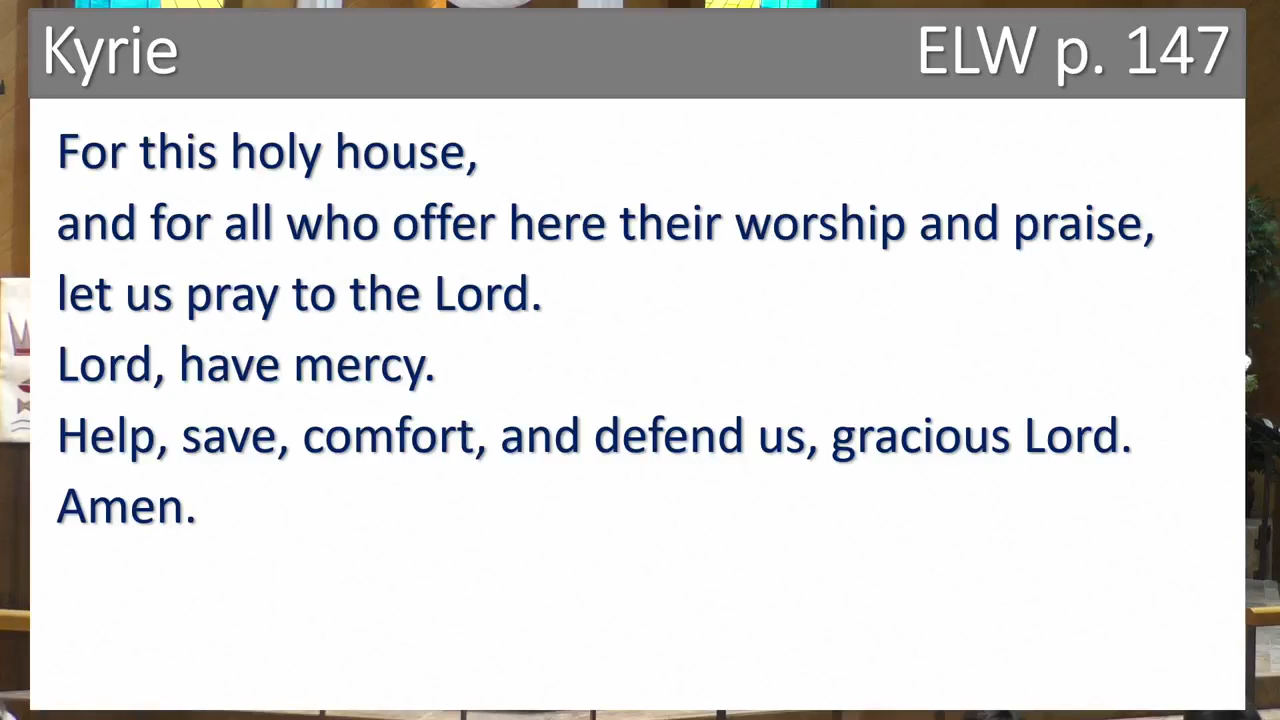 Kyrie ELW p. 147
For this holy house,
and for all who offer here their worship and praise,
let us pray to the Lord.
Lord, have mercy.
Help, save, comfort, and defend us, gracious Lord.
Amen.